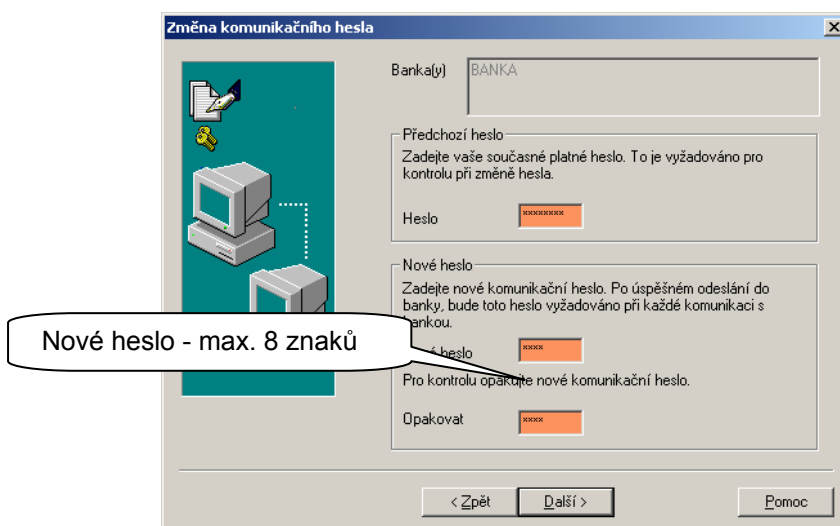 Změna komunikačního hesla
Banka(y)
BANKA
Předchozí heslo
Zadejte vaše současné platné heslo. To je vyžadováno pro
kontrolu při změně hesla.
Heslo
********
Nové heslo
Zadejte nové komunikační heslo. Po úspěšném odeslání do
banky, bude toto heslo vyžadováno při každé komunikaci s
bankou.
Nové heslo - max. 8 znaků
heslo
****
Pro kontrolu opakujte nové komunikační heslo.
Opakovat
****
< Zpět
Další >
Pomoc